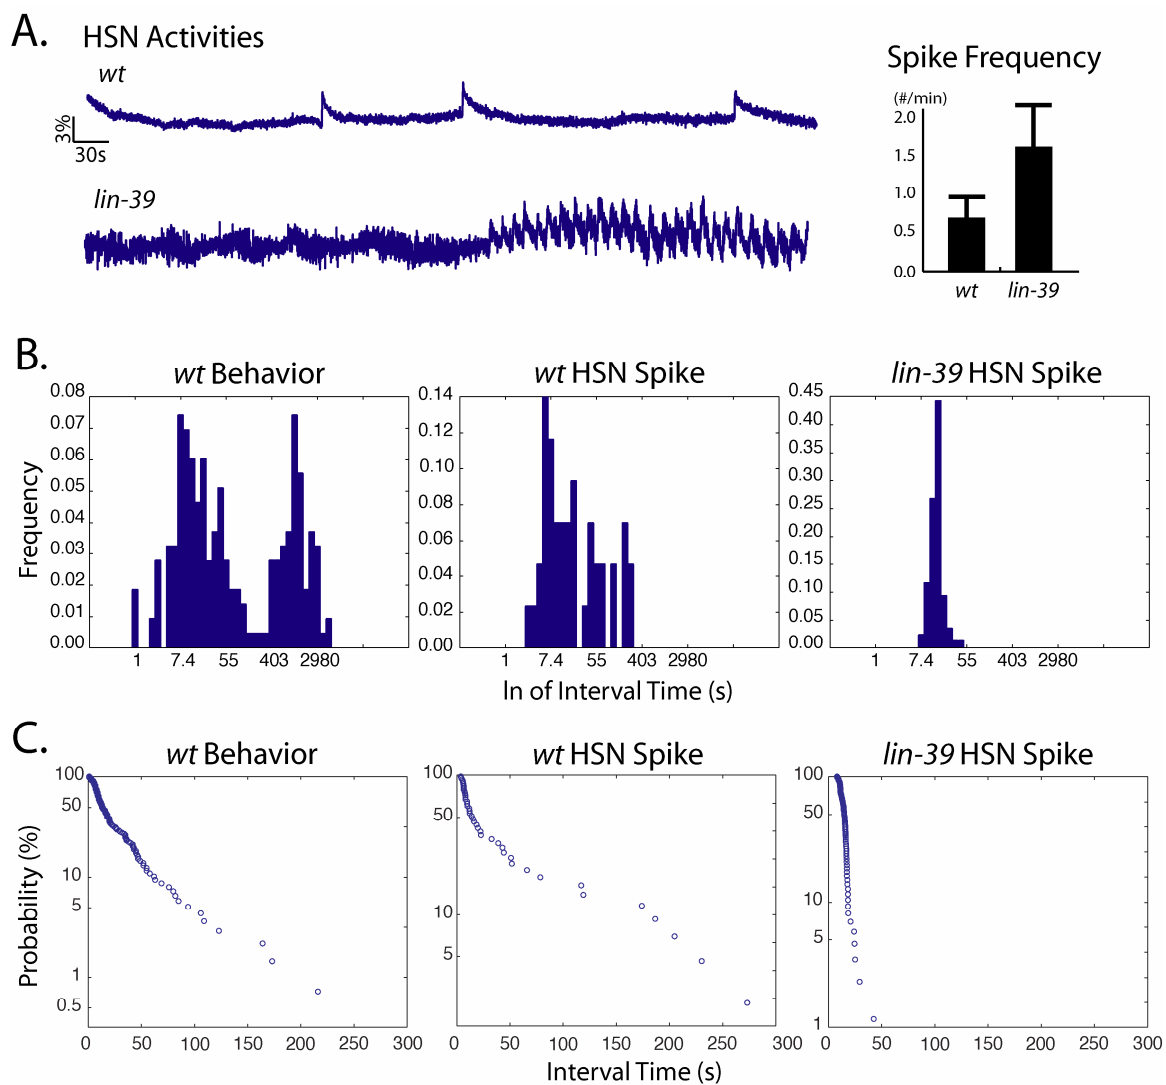 A.
HSN Activities
wt
3%
30s
lin-39
Spike Frequency
(#/min)
2.0
1.5
1.0
0.5
0.0
wt lin-39
B.
wt Behavior
Frequency
0.08
0.07
0.06
0.05
0.04
0.03
0.02
0.01
0.00
1 7.4 55 403 2980
wt HSN Spike
0.14
0.12
0.10
0.08
0.06
0.04
0.02
0.00
1 7.4 55 403 2980
lin-39 HSN Spike
0.45
0.40
0.35
0.30
0.25
0.20
0.15
0.10
0.05
0.00
1 7.4 55 403 2980
ln of Interval Time (s)
C.
wt Behavior
Probability (%)
100
50
10
5
1
0.5
0 50 100 150 200 250 300
wt HSN Spike
100
50
10
5
0 50 100 150 200 250 300
lin-39 HSN Spike
100
50
10
5
1
0 50 100 150 200 250 300
Interval Time (s)